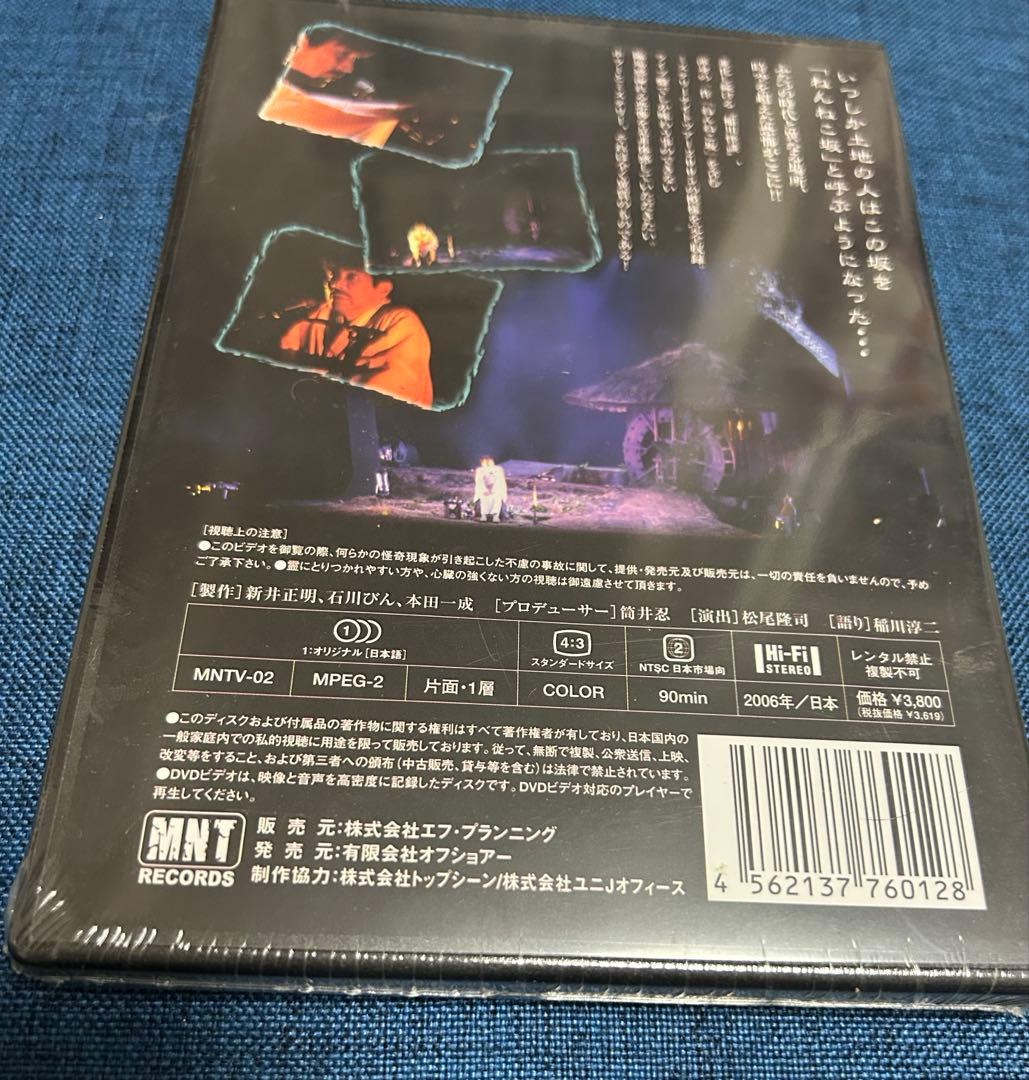 いつしか土地の人はこの坂を
「ねんねこ坂」と呼ぶようになった…
[視聴上の注意]
●このビデオを御覧の際、何らかの怪奇現象が引き起こした不慮の事故に関して、提供・発売元及び販売元は、一切の責任を負いませんので、予め
ご了承下さい。●霊にとりつかれやすい方や、心臓の強くない方の視聴は御遠慮させて頂きます。
[製作]新井正明、石川びん、本田一成 [プロデューサー]筒井忍 [演出]松尾隆司 [語り]稲川淳二
1
1:オリジナル[日本語]
4:3
スタンダードサイズ
2
NTSC 日本市場向
Hi-Fi
STEREO
レンタル禁止
複製不可
MNTV-02
MPEG-2
片面・1層
COLOR
90min
2006年/日本
価格 ¥3,800
(税抜価格 ¥3,619)
●このディスクおよび付属品の著作物に関する権利はすべて著作権者が有しており、日本国内の
一般家庭内での私的視聴に用途を限って販売しております。従って、無断で複製、公衆送信、上映、
改変等をすること、および第三者への頒布(中古販売、貸与等を含む)は法律で禁止されています。
●DVDビデオは、映像と音声を高密度に記録したディスクです。DVDビデオ対応のプレイヤーで
再生してください。
MNT
RECORDS
販売元:株式会社エフ・プランニング
発売元:有限会社オフショアー
制作協力:株式会社トップシーン/株式会社ユニJオフィース
4 562137 760128